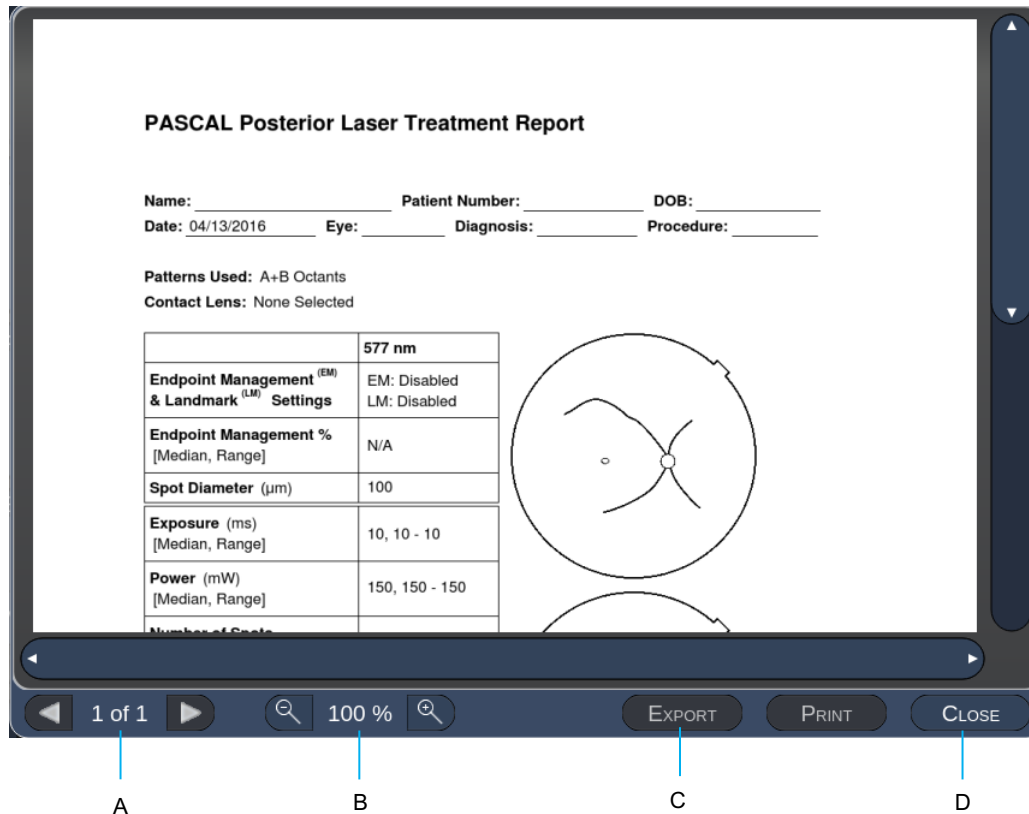 PASCAL Posterior Laser Treatment Report
Name: Patient Number: DOB:
Date: 04/13/2016 Eye: Diagnosis: Procedure:
Patterns Used: A+B Octants
Contact Lens: None Selected
577 nm
Endpoint Management (EM)
& Landmark (LM) Settings
EM: Disabled
LM: Disabled
Endpoint Management %
[Median, Range]
N/A
Spot Diameter (µm) 100
Exposure (ms)
[Median, Range]
10, 10 - 10
Power (mW)
[Median, Range]
150, 150 - 150
Number of Spots
1 of 1 100 % EXPORT PRINT CLOSE
A B C D